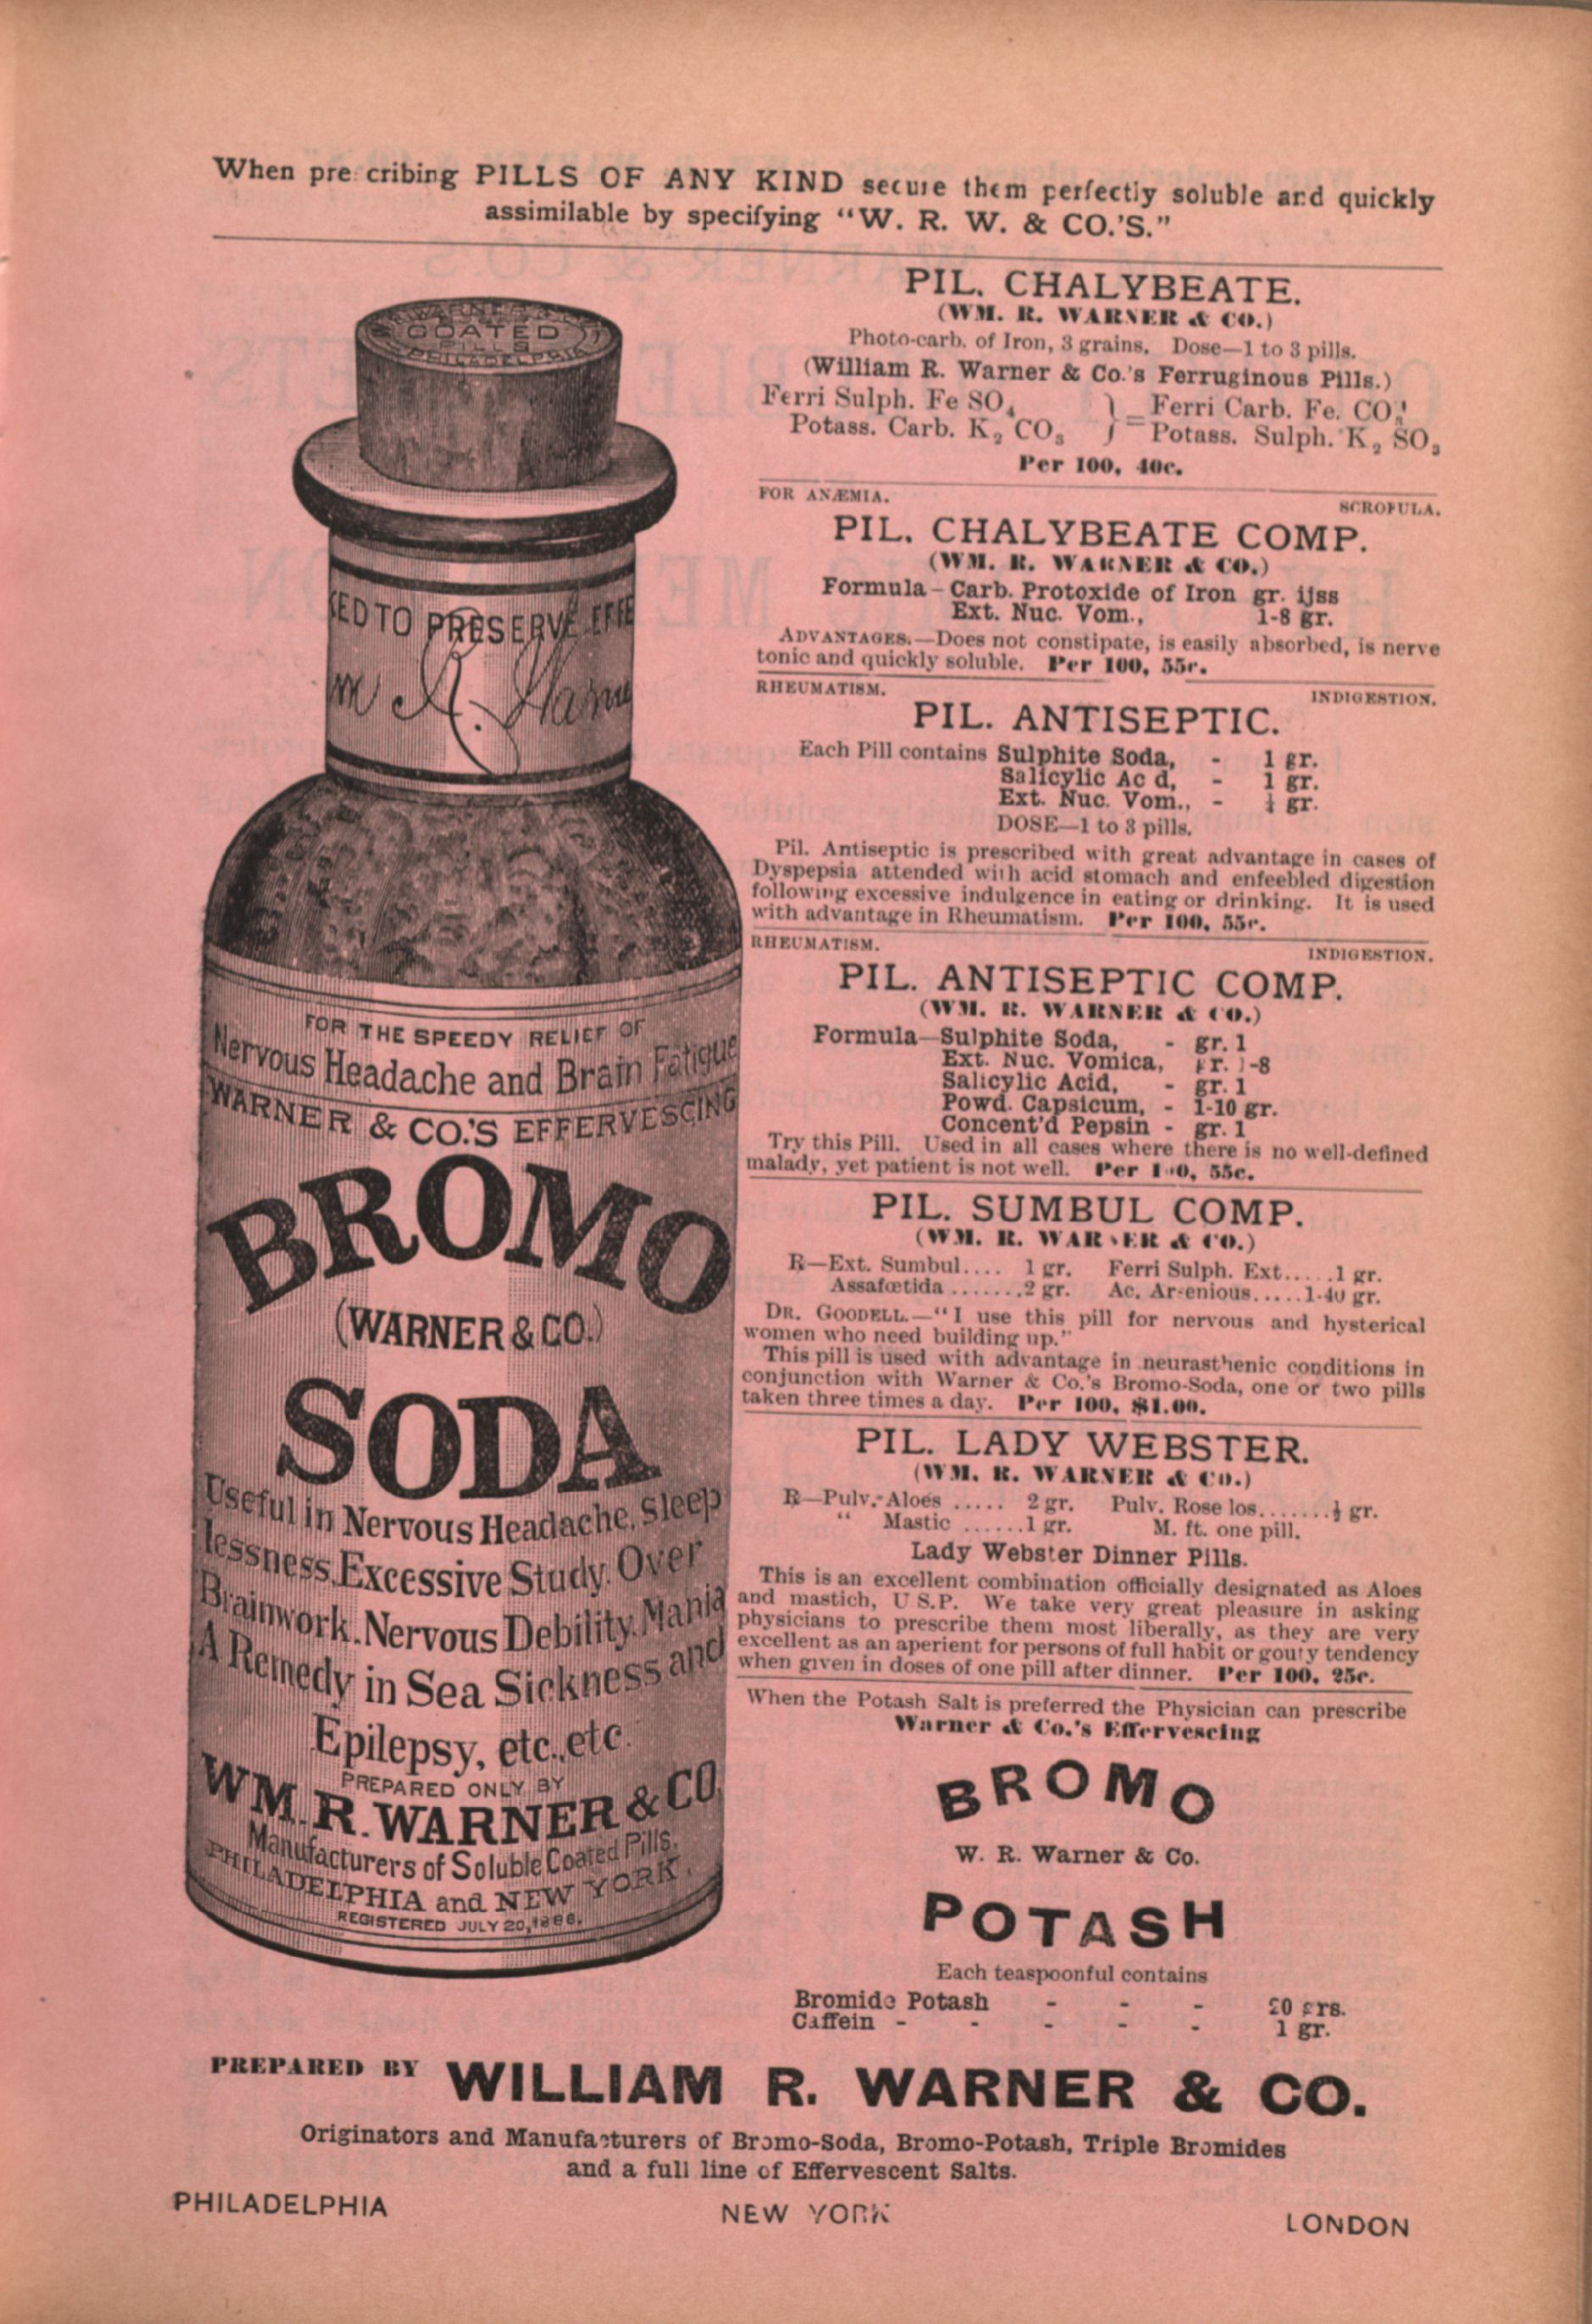 When pre cribing PILLS OF ANY KIND secure them perfectly soluble and quickly
assimilable by specifying "W. R. W. & CO.'S."
WARNER
COATED
PILLS
PHILADELPHIA
KED TO PRESERVE EFFE
FOR THE SPEEDY RELIEF OF
Nervous Headache and Brain Fatigue
WARNER & CO.'S EFFERVESCING
BROMO
(WARNER & CO.)
SODA
Useful in Nervous Headache, Sleep
lessness, Excessive Study. Over
Brainwork. Nervous Debility. Mania
A Remedy in Sea Sickness and
Epilepsy, etc., etc.
PREPARED ONLY BY
WM. R. WARNER & CO.
Manufacturers of Soluble Coated Pills.
PHILADELPHIA and NEW YORK.
REGISTERED JULY 20, 1886.
PIL. CHALYBEATE.
(WM. R. WARNER & CO.)
Photo-carb. of Iron, 3 grains. Dose—1 to 3 pills.
(William R. Warner & Co.'s Ferruginous Pills.)
Ferri Sulph. Fe SO₄ } = Ferri Carb. Fe. CO₃
Potass. Carb. K₂ CO₃ } = Potass. Sulph. K₂ SO₃
Per 100, 40c.
FOR ANÆMIA. SCROFULA.
PIL. CHALYBEATE COMP.
(WM. R. WARNER & CO.)
Formula—Carb. Protoxide of Iron gr. ijss
Ext. Nuc. Vom., 1-8 gr.
ADVANTAGES.—Does not constipate, is easily absorbed, is nerve
tonic and quickly soluble. Per 100, 55c.
RHEUMATISM. INDIGESTION.
PIL. ANTISEPTIC.
Each Pill contains Sulphite Soda, - 1 gr.
Salicylic Ac d, - 1 gr.
Ext. Nuc. Vom., - gr.
DOSE—1 to 3 pills.
Pil. Antiseptic is prescribed with great advantage in cases of
Dyspepsia attended with acid stomach and enfeebled digestion
following excessive indulgence in eating or drinking. It is used
with advantage in Rheumatism. Per 100, 55c.
RHEUMATISM. INDIGESTION.
PIL. ANTISEPTIC COMP.
(WM. R. WARNER & CO.)
Formula—Sulphite Soda, - gr. 1
Ext. Nuc. Vomica, gr. 1-8
Salicylic Acid, - gr. 1
Powd. Capsicum, - 1-10 gr.
Concent'd Pepsin - gr. 1
Try this Pill. Used in all cases where there is no well-defined
malady, yet patient is not well. Per 100, 55c.
PIL. SUMBUL COMP.
(WM. R. WARNER & CO.)
℞—Ext. Sumbul.... 1 gr. Ferri Sulph. Ext.....1 gr.
Assafœtida .......2 gr. Ac. Arsenious.....1-40 gr.
DR. GOODELL.—"I use this pill for nervous and hysterical
women who need building up."
This pill is used with advantage in neurasthenic conditions in
conjunction with Warner & Co.'s Bromo-Soda, one or two pills
taken three times a day. Per 100, $1.00.
PIL. LADY WEBSTER.
(WM. R. WARNER & CO.)
℞—Pulv. Aloes ..... 2 gr. Pulv. Rose los.......½ gr.
" Mastic ......1 gr. M. ft. one pill.
Lady Webster Dinner Pills.
This is an excellent combination officially designated as Aloes
and mastich, U S.P. We take very great pleasure in asking
physicians to prescribe them most liberally, as they are very
excellent as an aperient for persons of full habit or gouty tendency
when given in doses of one pill after dinner. Per 100, 25c.
When the Potash Salt is preferred the Physician can prescribe
Warner & Co.'s Effervescing
BROMO
W. R. Warner & Co.
POTASH
Each teaspoonful contains
Bromide Potash - - - 20 grs.
Caffein - - - - - 1 gr.
PREPARED BY WILLIAM R. WARNER & CO.
Originators and Manufacturers of Bromo-Soda, Bromo-Potash, Triple Bromides
and a full line of Effervescent Salts.
PHILADELPHIA NEW YORK LONDON